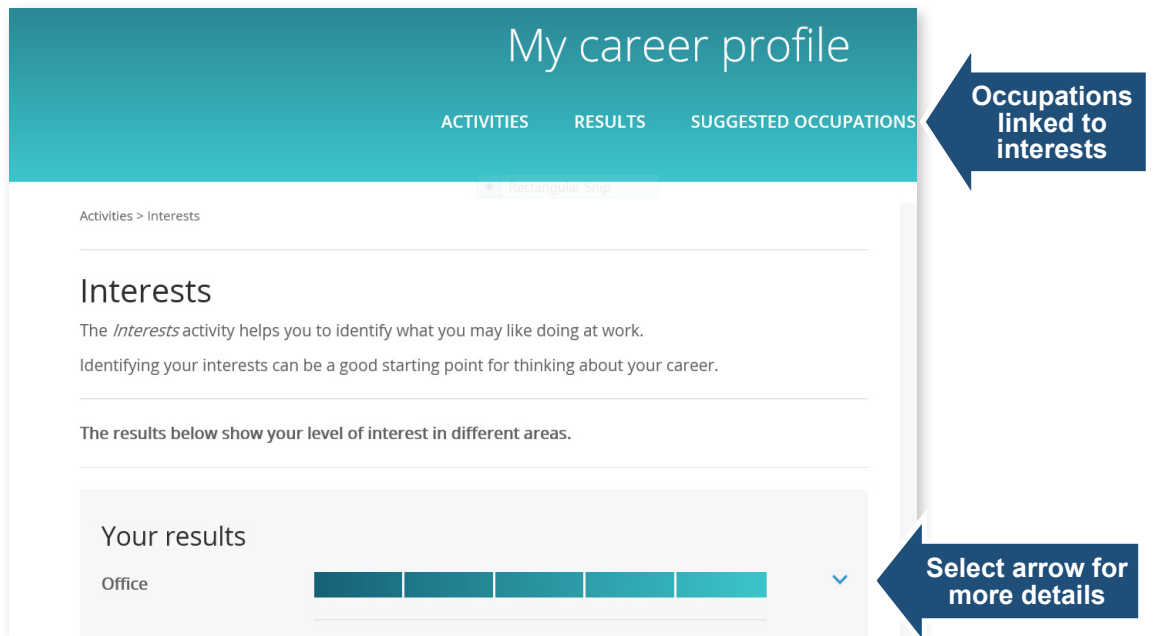 My career profile
ACTIVITIES RESULTS SUGGESTED OCCUPATIONS
Occupations
linked to
interests
Rectangular Snip
Activities > Interests
Interests
The Interests activity helps you to identify what you may like doing at work.
Identifying your interests can be a good starting point for thinking about your career.
The results below show your level of interest in different areas.
Your results
Office
Select arrow for
more details